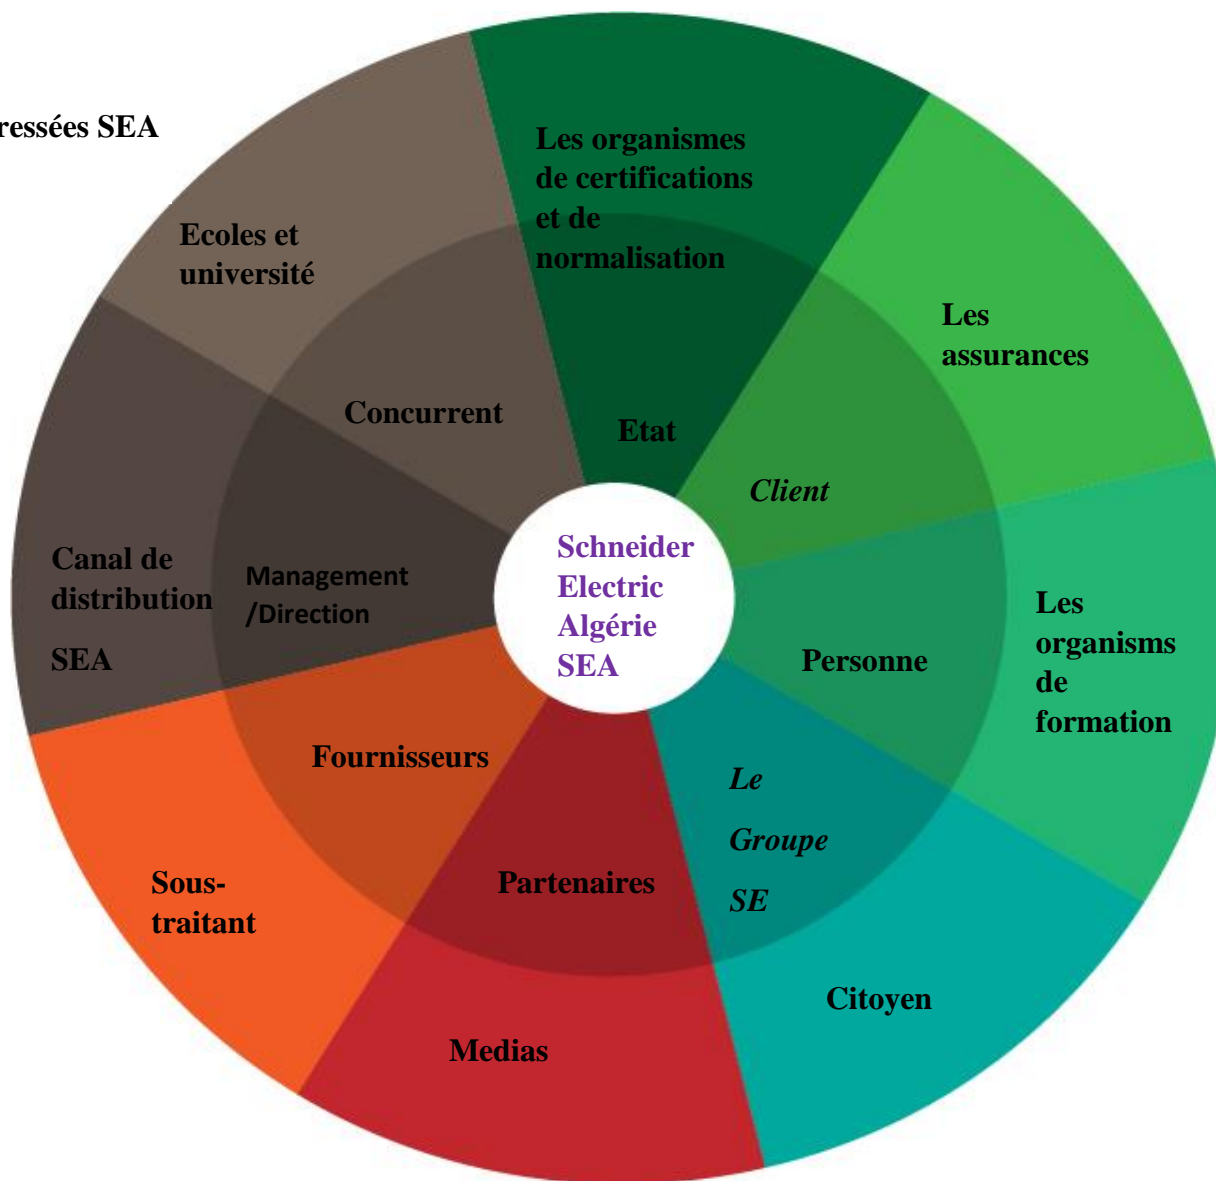 ressées SEA
Les organismes
de certifications
et de
normalisation
Ecoles et
université
Les
assurances
Concurrent
Etat
Client
Schneider
Electric
Algérie
SEA
Canal de
distribution
SEA
Management
/Direction
Personne
Les
organisms
de
formation
Fournisseurs
Le
Groupe
SE
Sous-
traitant
Partenaires
Citoyen
Medias